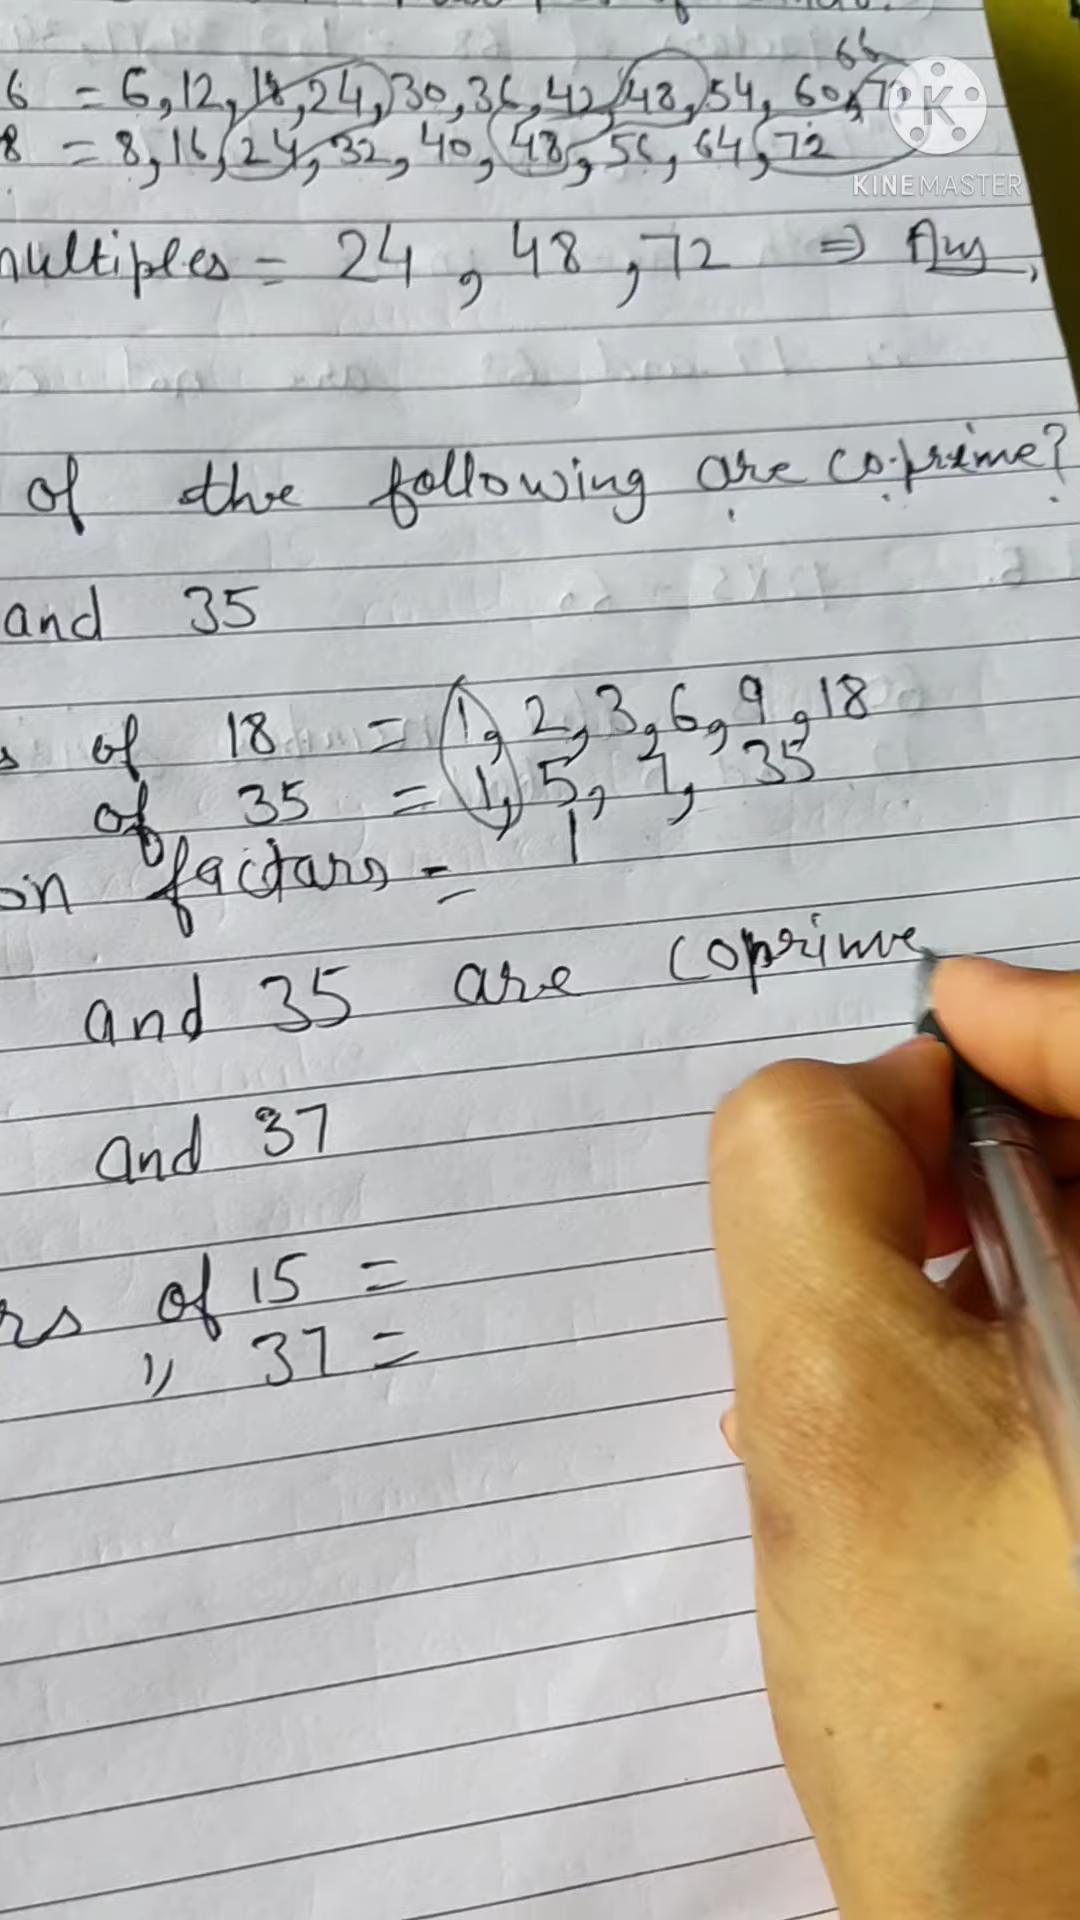 66
6 = 6, 12, 18, 24, 30, 36, 42, 48, 54, 60, 72
8 = 8, 16, 24, 32, 40, 48, 56, 64, 72
KINEMASTER
multiples = 24, 48, 72 ⇒ Ans,
of the following are co-prime?
and 35
s of 18 = 1, 2, 3, 6, 9, 18
of 35 = 1, 5, 7, 35
on factars = 1
and 35 are coprime
and 37
rs of 15 =
〃 37 =